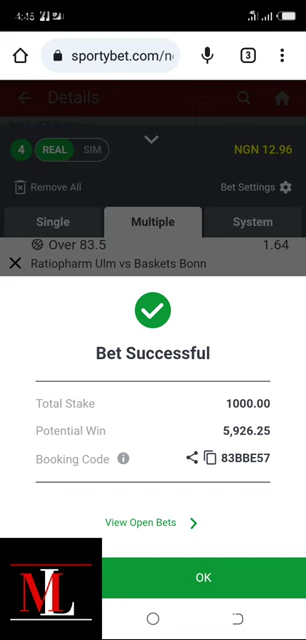 4:45
sportybet.com/n
3
Details
4 REAL SIM NGN 12.96
Remove All Bet Settings
Single Multiple System
Over 83.5 1.64
Ratiopharm Ulm vs Baskets Bonn
Bet Successful
Total Stake 1000.00
Potential Win 5,926.25
Booking Code 83BBE57
View Open Bets
OK
ML